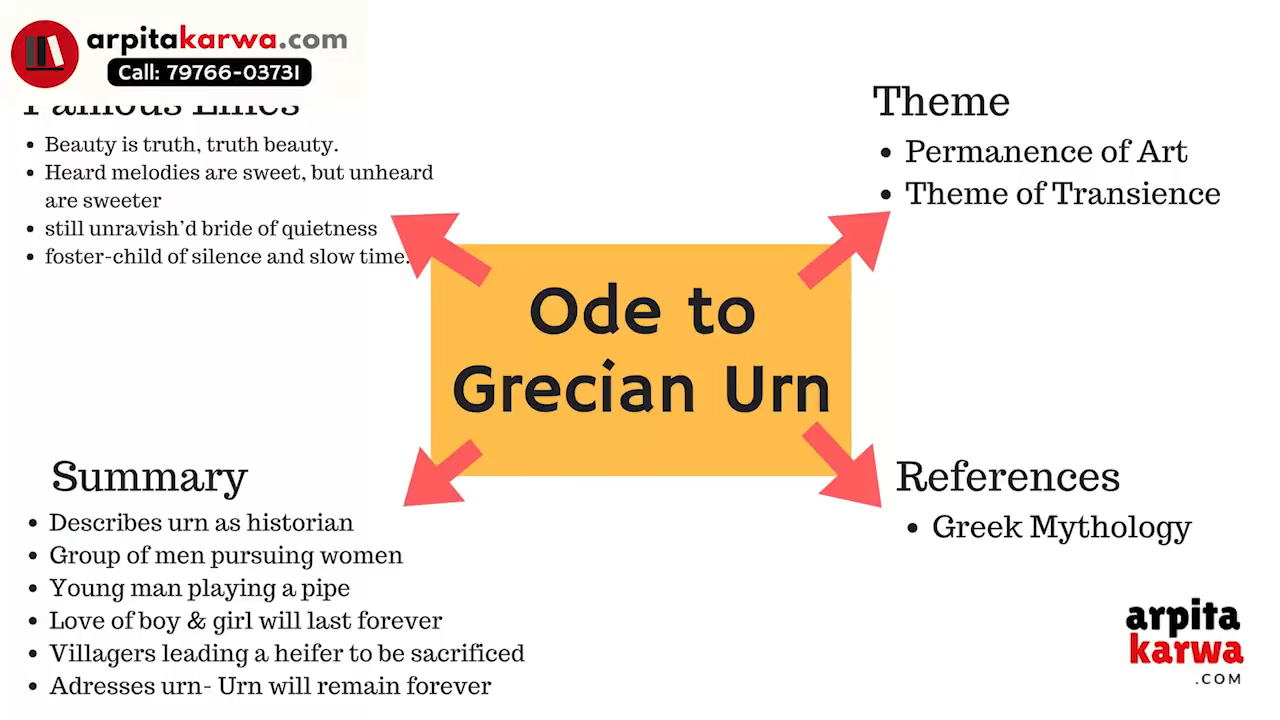 arpitakarwa.com
Call: 79766-03731
Famous Lines
Beauty is truth, truth beauty.
Heard melodies are sweet, but unheard
are sweeter
still unravish'd bride of quietness
foster-child of silence and slow time.
Theme
Permanence of Art
Theme of Transience
Ode to
Grecian Urn
Summary
Describes urn as historian
Group of men pursuing women
Young man playing a pipe
Love of boy & girl will last forever
Villagers leading a heifer to be sacrificed
Adresses urn- Urn will remain forever
References
Greek Mythology
arpita
karwa
.COM